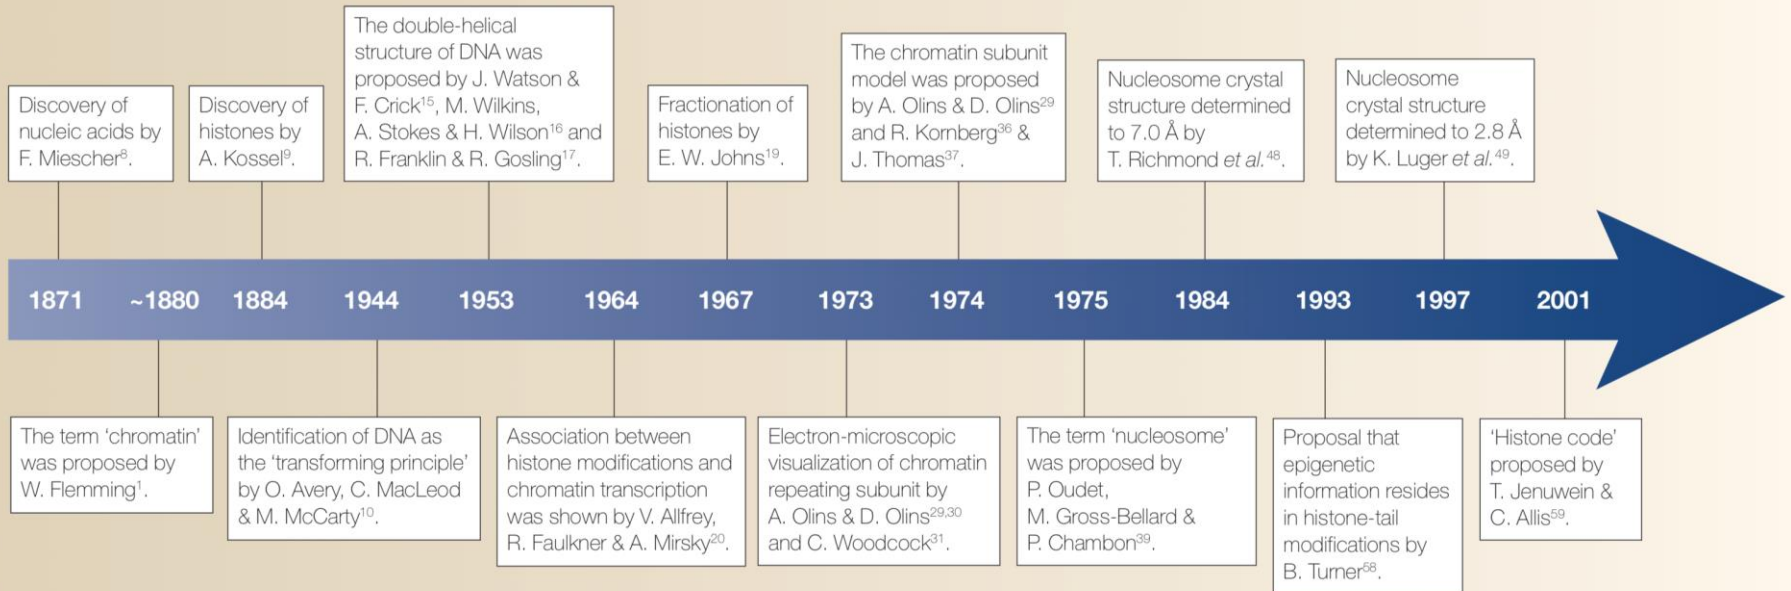 Discovery of
nucleic acids by
F. Miescher⁸.
Discovery of
histones by
A. Kossel⁹.
The double-helical
structure of DNA was
proposed by J. Watson &
F. Crick¹⁵, M. Wilkins,
A. Stokes & H. Wilson¹⁶ and
R. Franklin & R. Gosling¹⁷.
Fractionation of
histones by
E. W. Johns¹⁹.
The chromatin subunit
model was proposed
by A. Olins & D. Olins²⁹
and R. Kornberg³⁶ &
J. Thomas³⁷.
Nucleosome crystal
structure determined
to 7.0 Å by
T. Richmond et al.⁴⁸.
Nucleosome
crystal structure
determined to 2.8 Å
by K. Luger et al.⁴⁹.
1871 ~1880 1884 1944 1953 1964 1967 1973 1974 1975 1984 1993 1997 2001
The term ‘chromatin’
was proposed by
W. Flemming¹.
Identification of DNA as
the ‘transforming principle’
by O. Avery, C. MacLeod
& M. McCarty¹⁰.
Association between
histone modifications and
chromatin transcription
was shown by V. Allfrey,
R. Faulkner & A. Mirsky²⁰.
Electron-microscopic
visualization of chromatin
repeating subunit by
A. Olins & D. Olins²⁹,³⁰
and C. Woodcock³¹.
The term ‘nucleosome’
was proposed by
P. Oudet,
M. Gross-Bellard &
P. Chambon³⁹.
Proposal that
epigenetic
information resides
in histone-tail
modifications by
B. Turner⁵⁸.
‘Histone code’
proposed by
T. Jenuwein &
C. Allis⁵⁹.